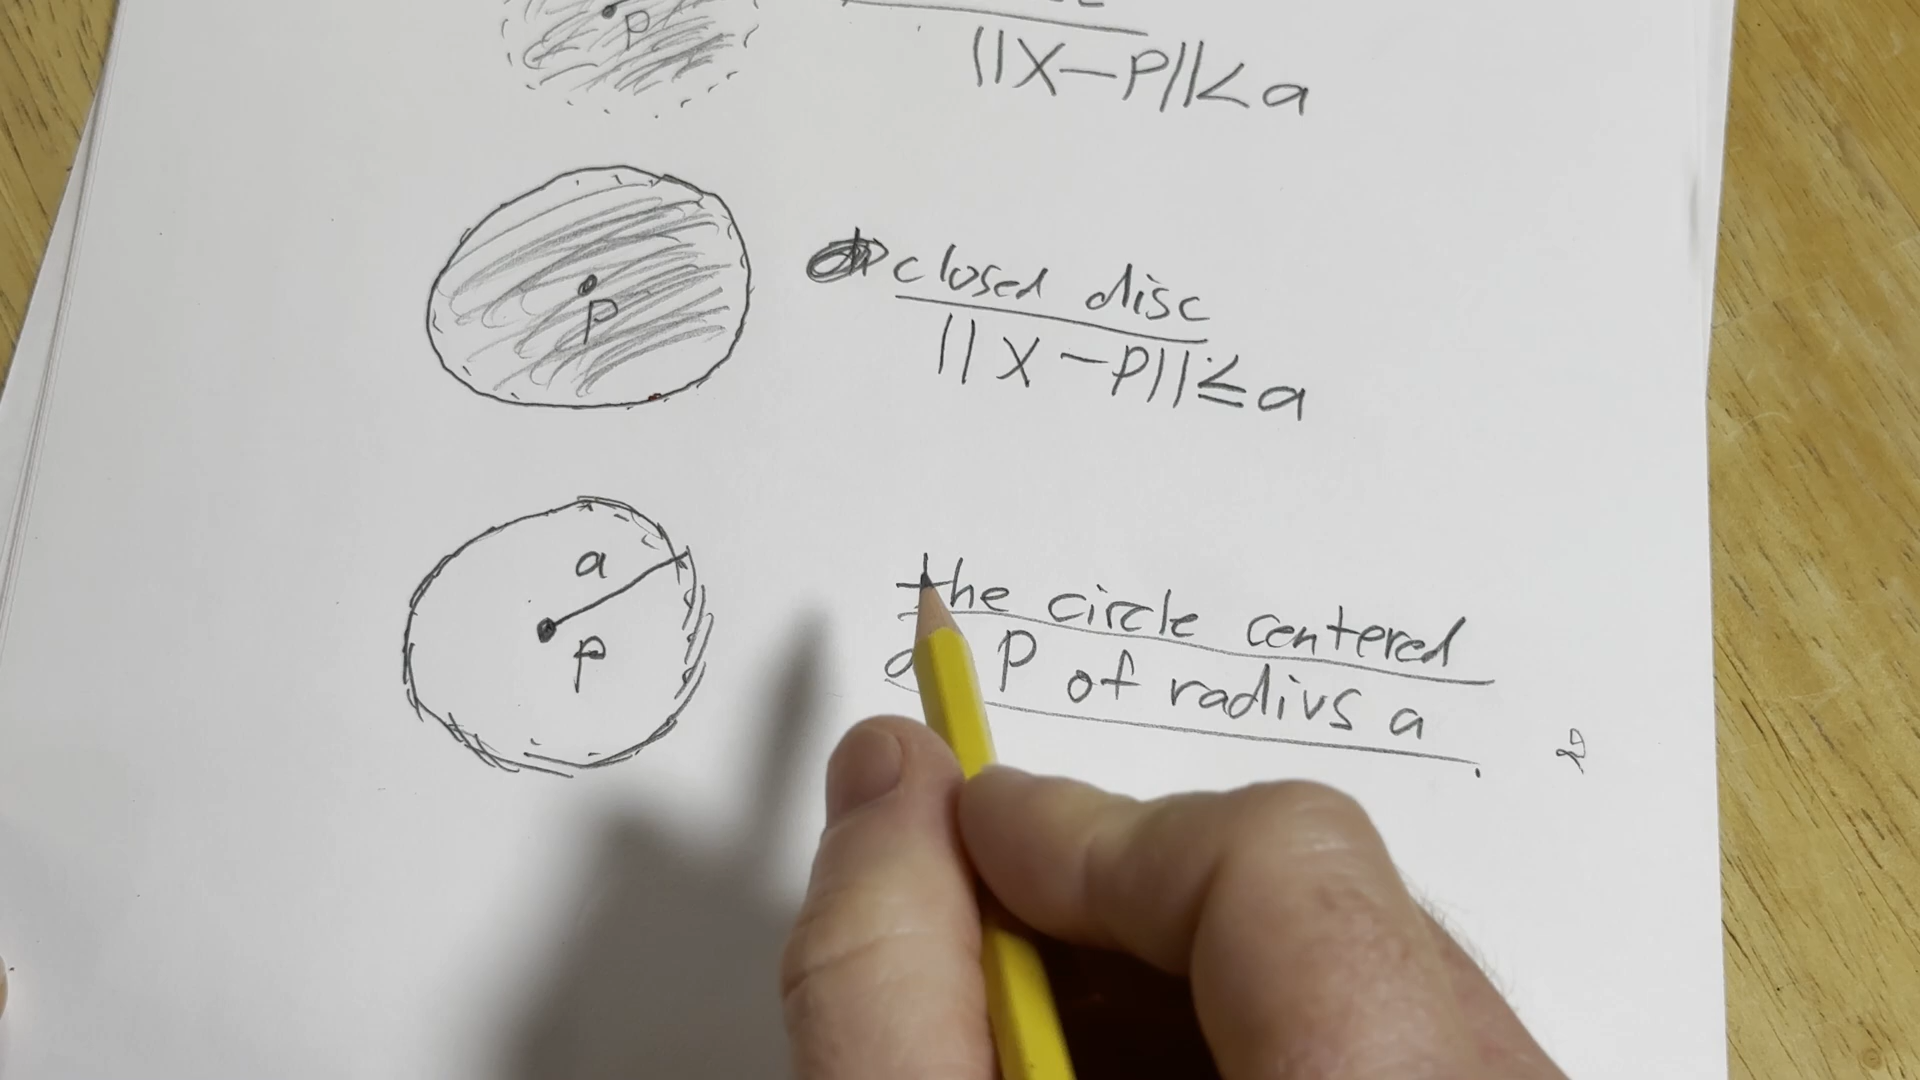 P
||X-P||<a
P
closed disc
||X-P||≤a
a
P
the circle centered
P of radius a